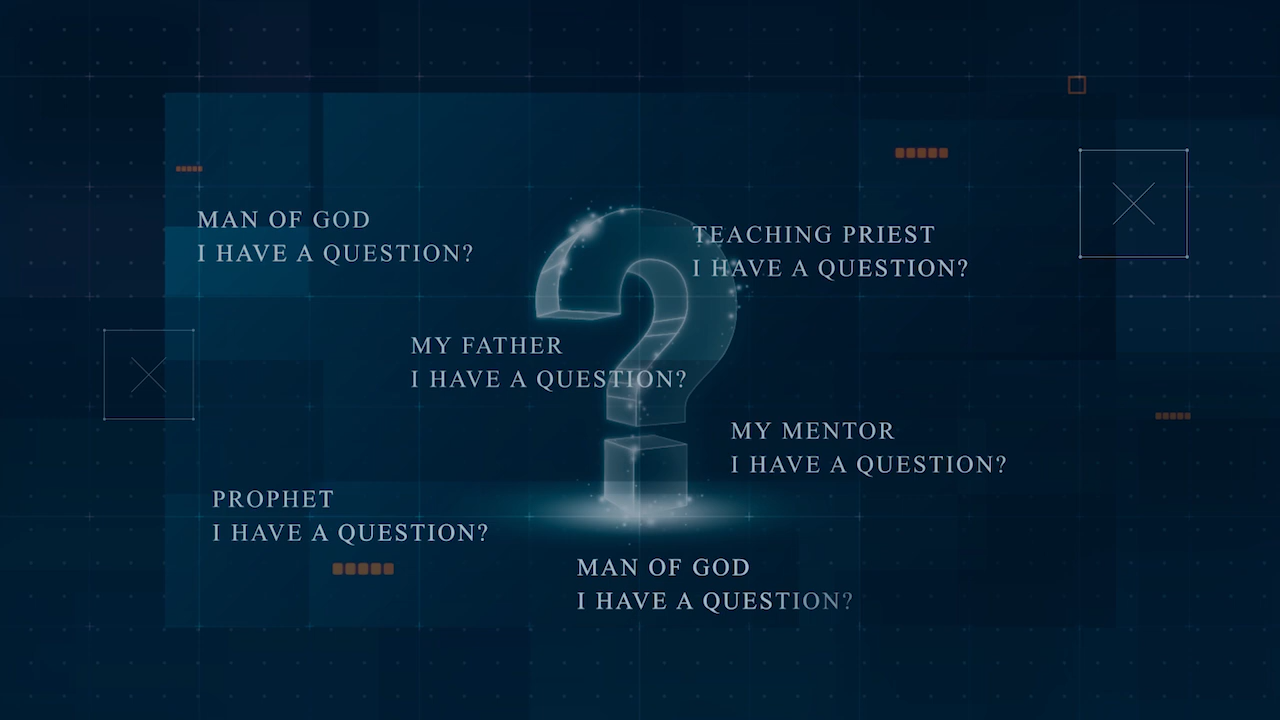 MAN OF GOD
I HAVE A QUESTION?
TEACHING PRIEST
I HAVE A QUESTION?
MY FATHER
I HAVE A QUESTION?
MY MENTOR
I HAVE A QUESTION?
PROPHET
I HAVE A QUESTION?
MAN OF GOD
I HAVE A QUESTION?